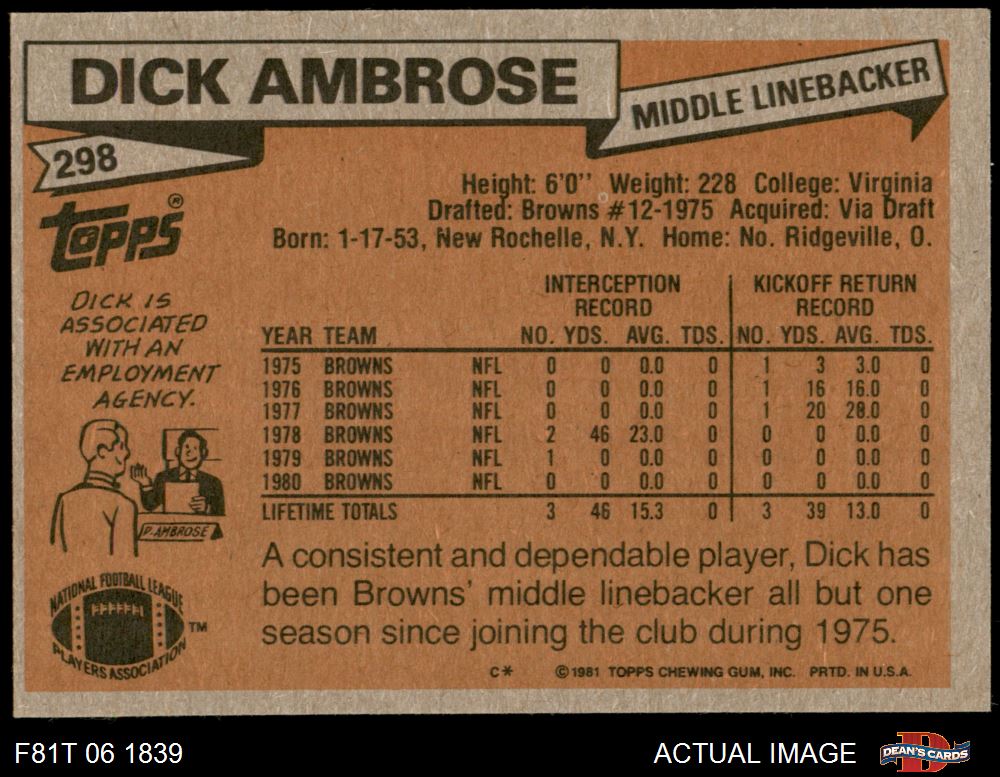 DICK AMBROSE
MIDDLE LINEBACKER
298
Topps®
Height: 6'0" Weight: 228 College: Virginia
Drafted: Browns #12-1975 Acquired: Via Draft
Born: 1-17-53, New Rochelle, N.Y. Home: No. Ridgeville, O.
DICK IS
ASSOCIATED
WITH AN
EMPLOYMENT
AGENCY.
D. AMBROSE
INTERCEPTION KICKOFF RETURN
RECORD RECORD
YEAR TEAM NO. YDS. AVG. TDS. NO. YDS. AVG. TDS.
1975 BROWNS NFL 0 0 0.0 0 1 3 3.0 0
1976 BROWNS NFL 0 0 0.0 0 1 16 16.0 0
1977 BROWNS NFL 0 0 0.0 0 1 20 28.0 0
1978 BROWNS NFL 2 46 23.0 0 0 0 0.0 0
1979 BROWNS NFL 1 0 0.0 0 0 0 0.0 0
1980 BROWNS NFL 0 0 0.0 0 0 0 0.0 0
LIFETIME TOTALS 3 46 15.3 0 3 39 13.0 0
A consistent and dependable player, Dick has
been Browns' middle linebacker all but one
season since joining the club during 1975.
NATIONAL FOOTBALL LEAGUE
PLAYERS ASSOCIATION
TM
C* ©1981 TOPPS CHEWING GUM, INC. PRTD. IN U.S.A.
F81T 06 1839
ACTUAL IMAGE
DEAN'S CARDS